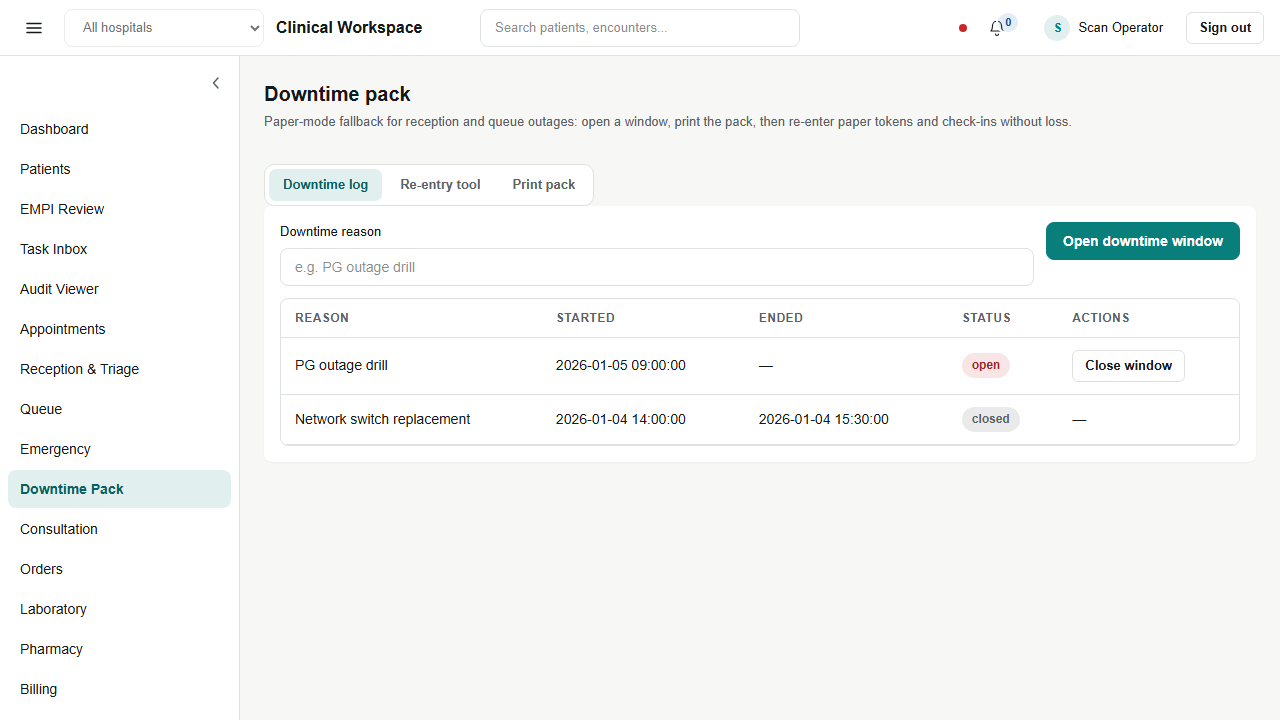 All hospitals
Clinical Workspace
Search patients, encounters...
0
S
Scan Operator
Sign out
Dashboard
Patients
EMPI Review
Task Inbox
Audit Viewer
Appointments
Reception & Triage
Queue
Emergency
Downtime Pack
Consultation
Orders
Laboratory
Pharmacy
Billing
Downtime pack
Paper-mode fallback for reception and queue outages: open a window, print the pack, then re-enter paper tokens and check-ins without loss.
Downtime log Re-entry tool Print pack
Downtime reason
e.g. PG outage drill
Open downtime window
REASON STARTED ENDED STATUS ACTIONS
PG outage drill 2026-01-05 09:00:00 — open Close window
Network switch replacement 2026-01-04 14:00:00 2026-01-04 15:30:00 closed —